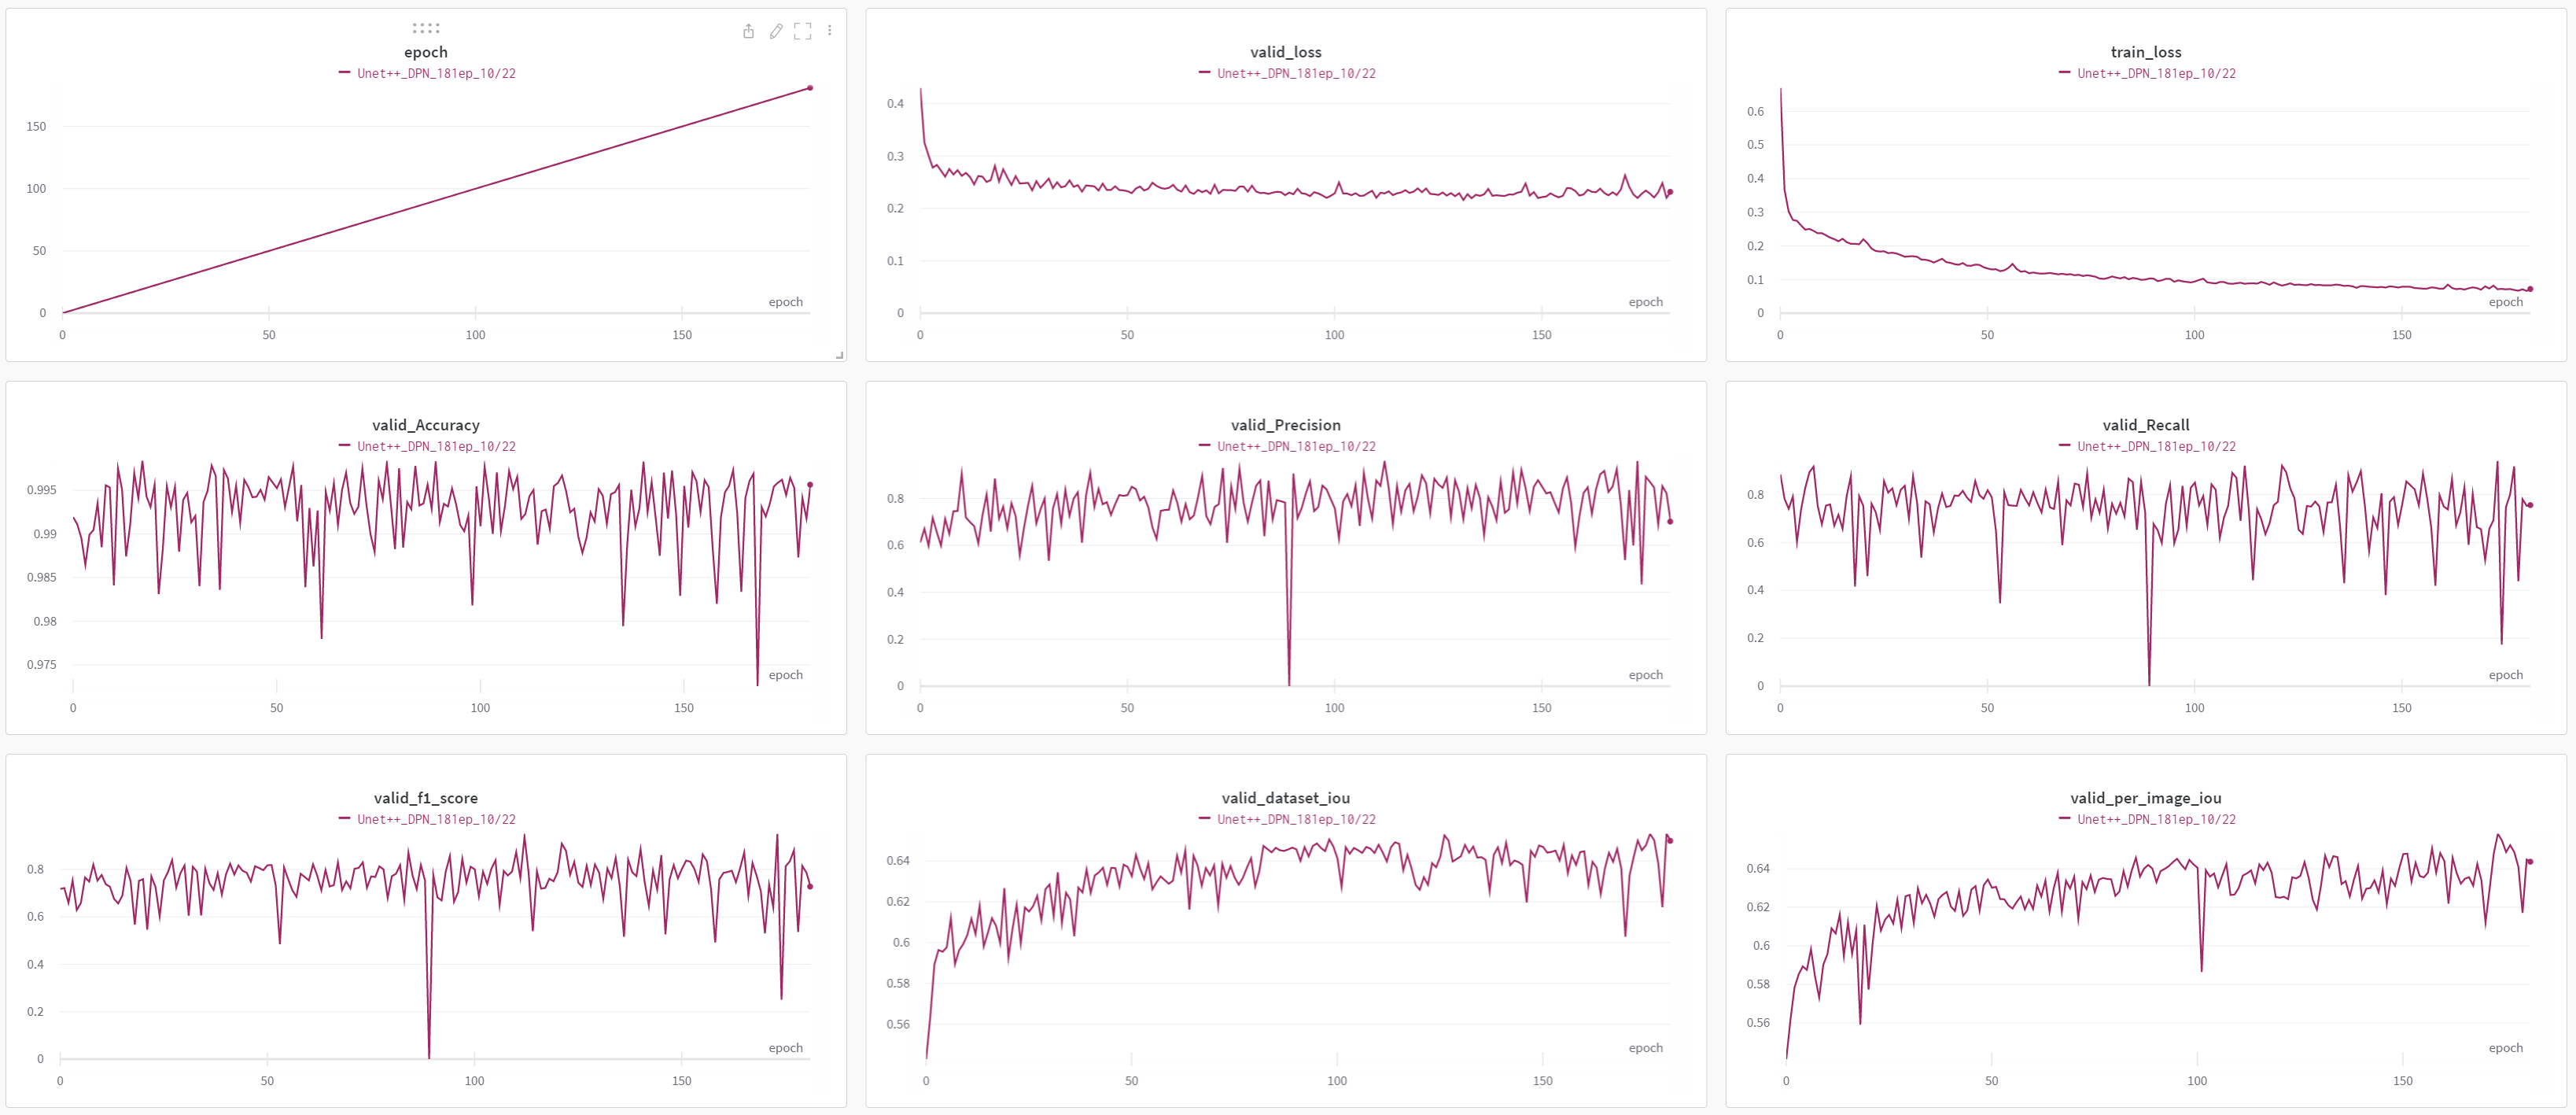 epoch
Unet++_DPN_181ep_10/22
150
100
50
0
epoch
0 50 100 150
valid_loss
Unet++_DPN_181ep_10/22
0.4
0.3
0.2
0.1
0
epoch
0 50 100 150
train_loss
Unet++_DPN_181ep_10/22
0.6
0.5
0.4
0.3
0.2
0.1
0
epoch
0 50 100 150
valid_Accuracy
Unet++_DPN_181ep_10/22
0.995
0.99
0.985
0.98
0.975
epoch
0 50 100 150
valid_Precision
Unet++_DPN_181ep_10/22
0.8
0.6
0.4
0.2
0
epoch
0 50 100 150
valid_Recall
Unet++_DPN_181ep_10/22
0.8
0.6
0.4
0.2
0
epoch
0 50 100 150
valid_f1_score
Unet++_DPN_181ep_10/22
0.8
0.6
0.4
0.2
0
epoch
0 50 100 150
valid_dataset_iou
Unet++_DPN_181ep_10/22
0.64
0.62
0.6
0.58
0.56
epoch
0 50 100 150
valid_per_image_iou
Unet++_DPN_181ep_10/22
0.64
0.62
0.6
0.58
0.56
epoch
0 50 100 150